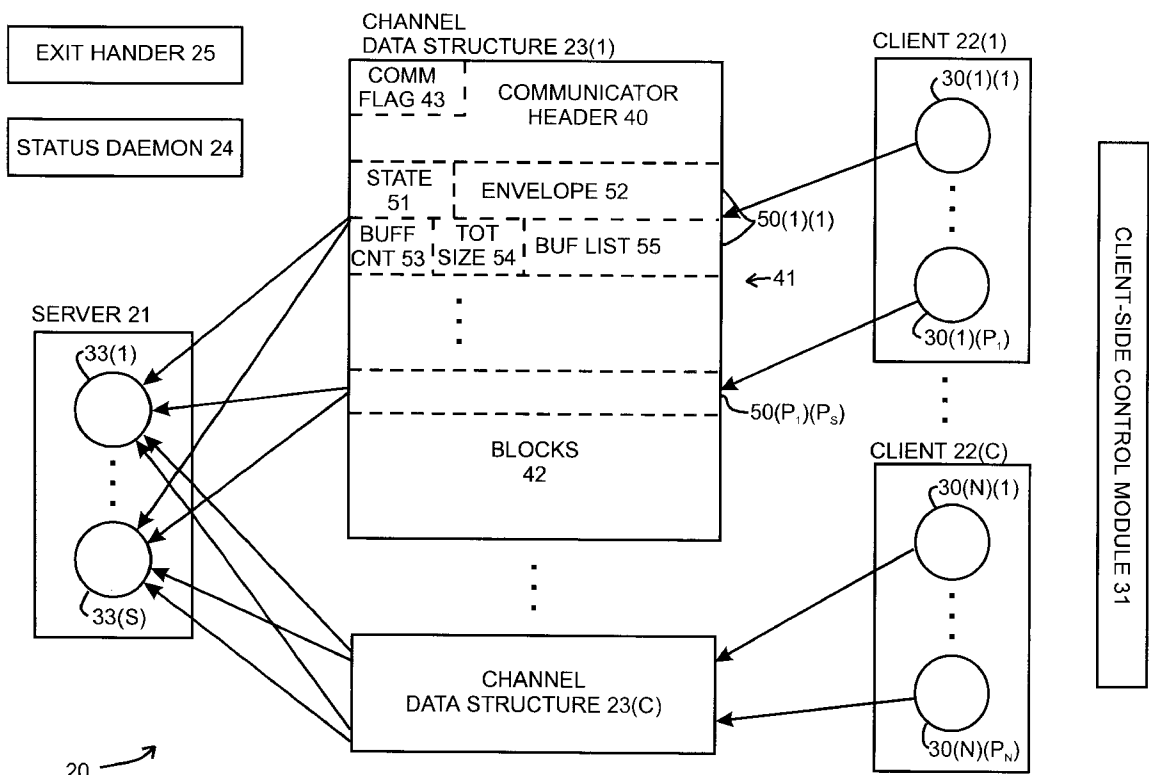 EXIT HANDER 25
STATUS DAEMON 24
CHANNEL
DATA STRUCTURE 23(1)
COMM
FLAG 43
COMMUNICATOR
HEADER 40
STATE
51
ENVELOPE 52
BUFF
CNT 53
TOT
SIZE 54
BUF LIST 55
50(1)(1)
41
50(P₁)(Pₛ)
BLOCKS
42
SERVER 21
33(1)
33(S)
CLIENT 22(1)
30(1)(1)
30(1)(P₁)
CLIENT 22(C)
30(N)(1)
30(N)(P_N)
CLIENT-SIDE CONTROL MODULE 31
CHANNEL
DATA STRUCTURE 23(C)
20